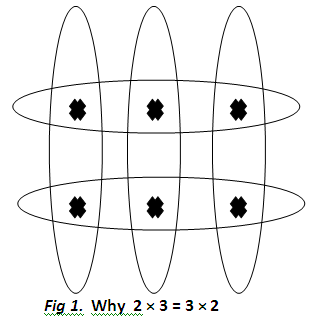 Fig 1. Why 2 × 3 = 3 × 2